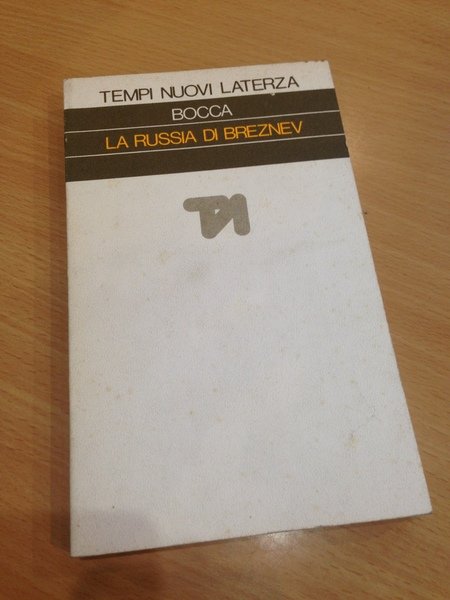 TEMPI NUOVI LATERZA
BOCCA
LA RUSSIA DI BREZNEV